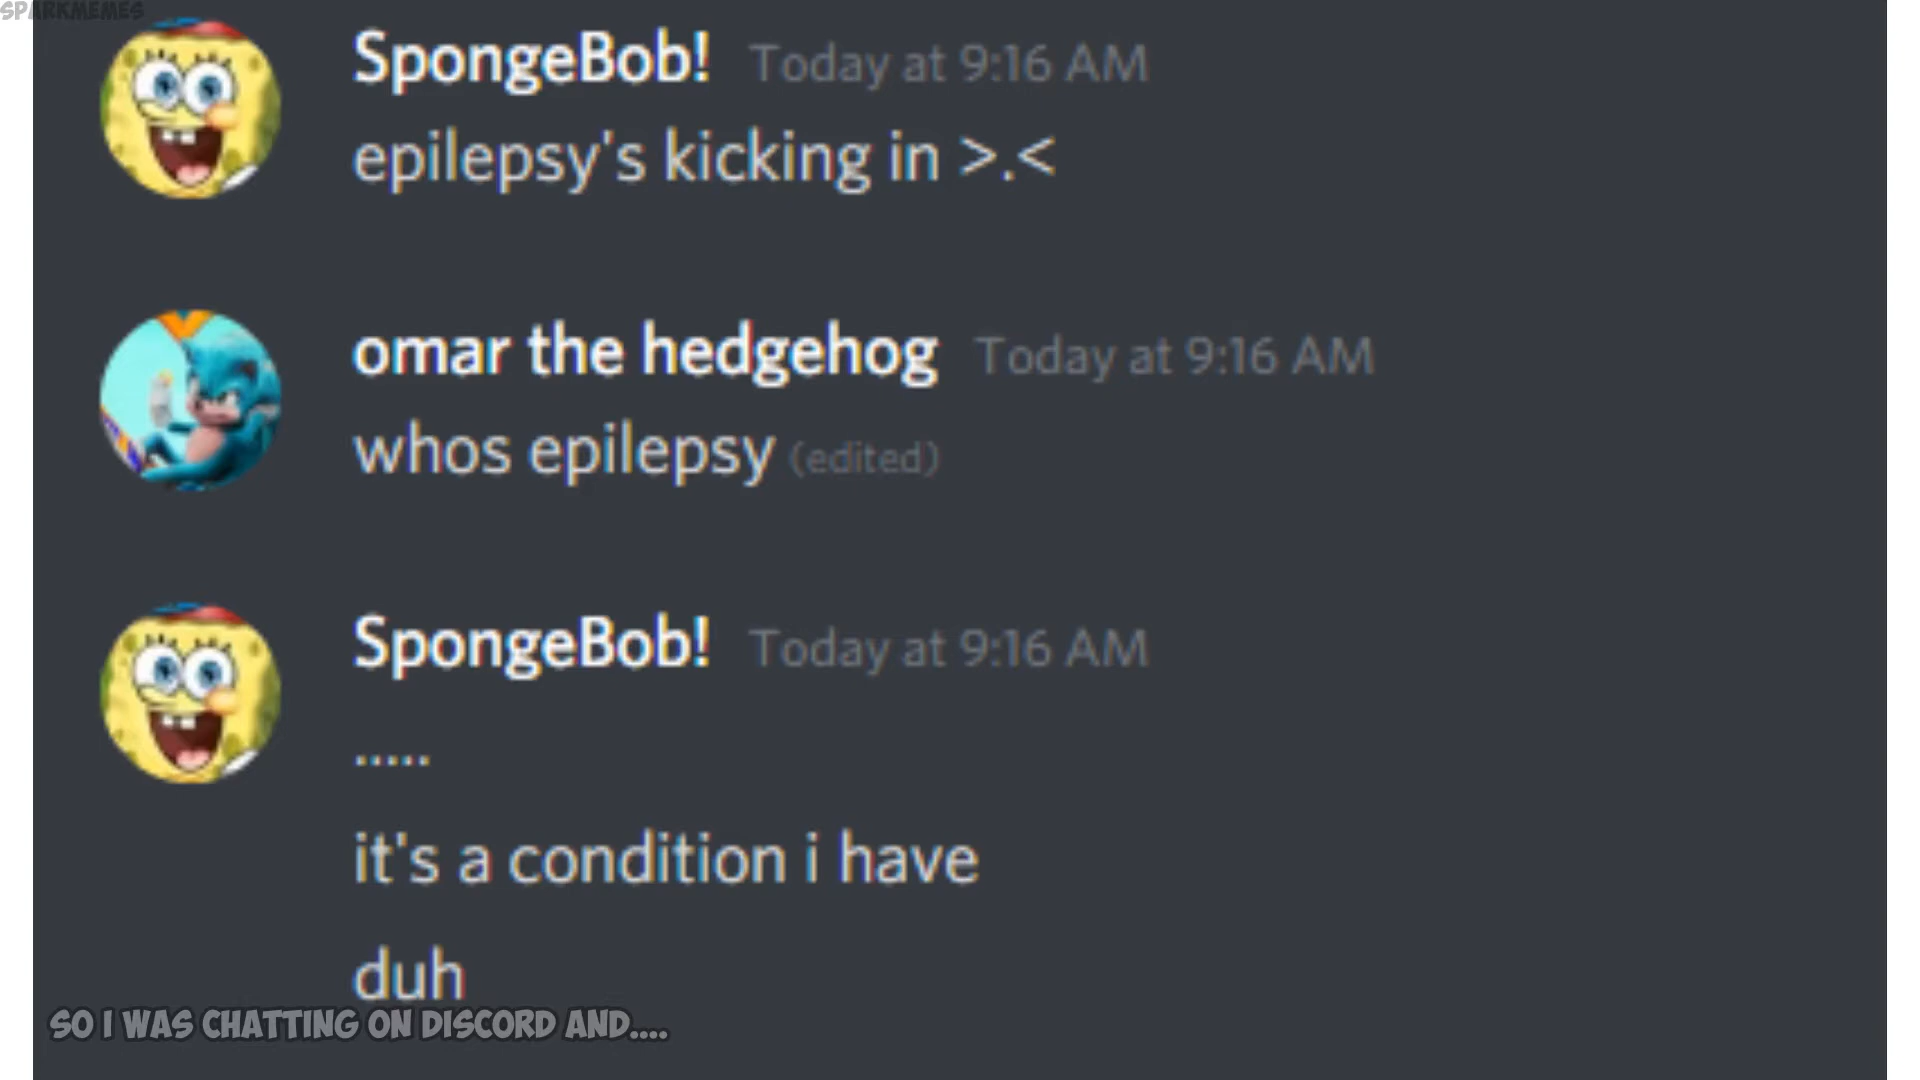 SPARKMEMES
SpongeBob! Today at 9:16 AM
epilepsy's kicking in >.<
omar the hedgehog Today at 9:16 AM
whos epilepsy (edited)
SpongeBob! Today at 9:16 AM
.....
it's a condition i have
duh
SO I WAS CHATTING ON DISCORD AND....